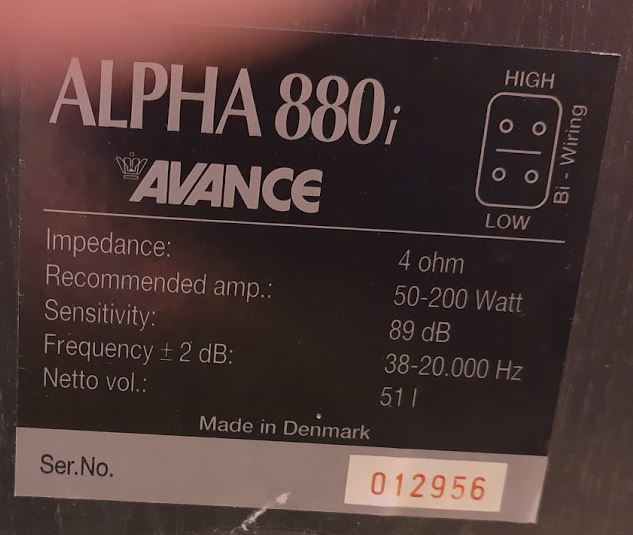 ALPHA 880i
AVANCE
HIGH
Bi - Wiring
LOW
Impedance: 4 ohm
Recommended amp.: 50-200 Watt
Sensitivity: 89 dB
Frequency ± 2 dB: 38-20.000 Hz
Netto vol.: 51 l
Made in Denmark
Ser.No. 012956